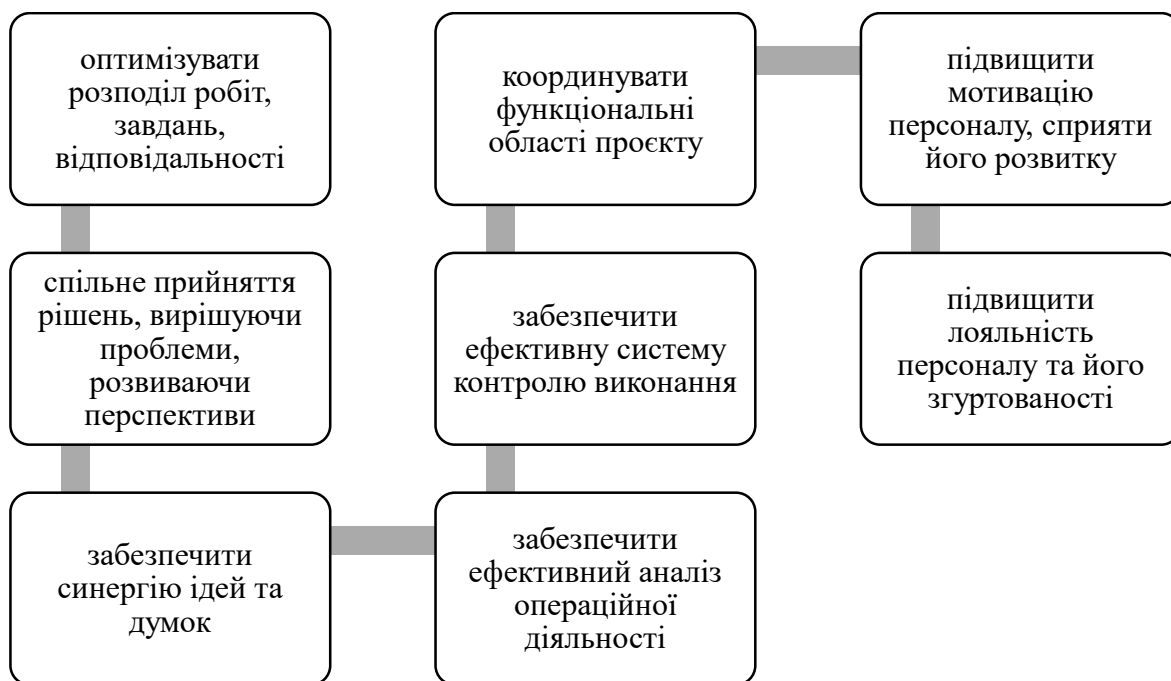 оптимізувати
розподіл робіт,
завдань,
відповідальності
спільне прийняття
рішень, вирішуючи
проблеми,
розвиваючи
перспективи
забезпечити
синергію ідей та
думок
забезпечити
ефективний аналіз
операційної
діяльності
забезпечити
ефективну систему
контролю виконання
координувати
функціональні
області проєкту
підвищити
мотивацію
персоналу, сприяти
його розвитку
підвищити
лояльність
персоналу та його
згуртованості